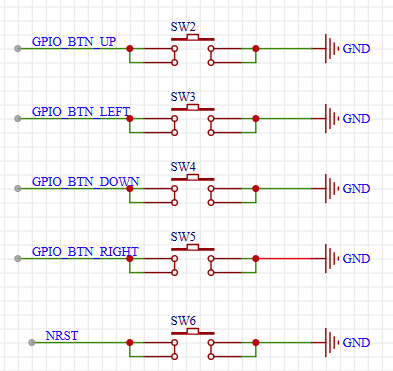 SW2
GPIO_BTN_UP GND
SW3
GPIO_BTN_LEFT GND
SW4
GPIO_BTN_DOWN GND
SW5
GPIO_BTN_RIGHT GND
SW6
NRST GND